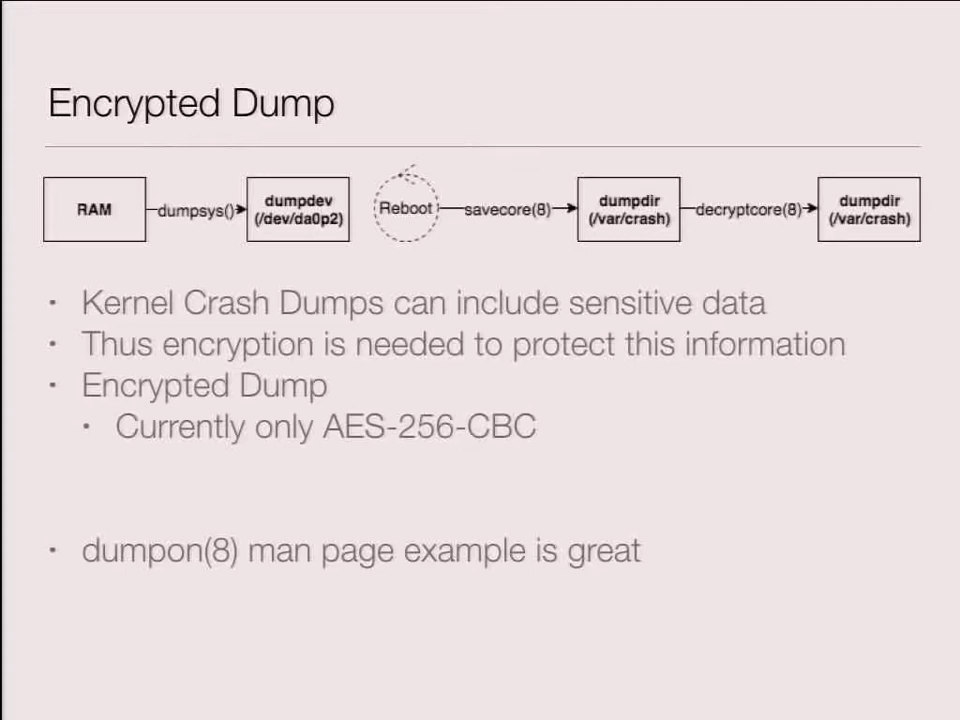 Encrypted Dump
RAM
dumpsys()
dumpdev
(/dev/da0p2)
Reboot
savecore(8)
dumpdir
(/var/crash)
decryptcore(8)
dumpdir
(/var/crash)
• Kernel Crash Dumps can include sensitive data
• Thus encryption is needed to protect this information
• Encrypted Dump
• Currently only AES-256-CBC
• dumpon(8) man page example is great